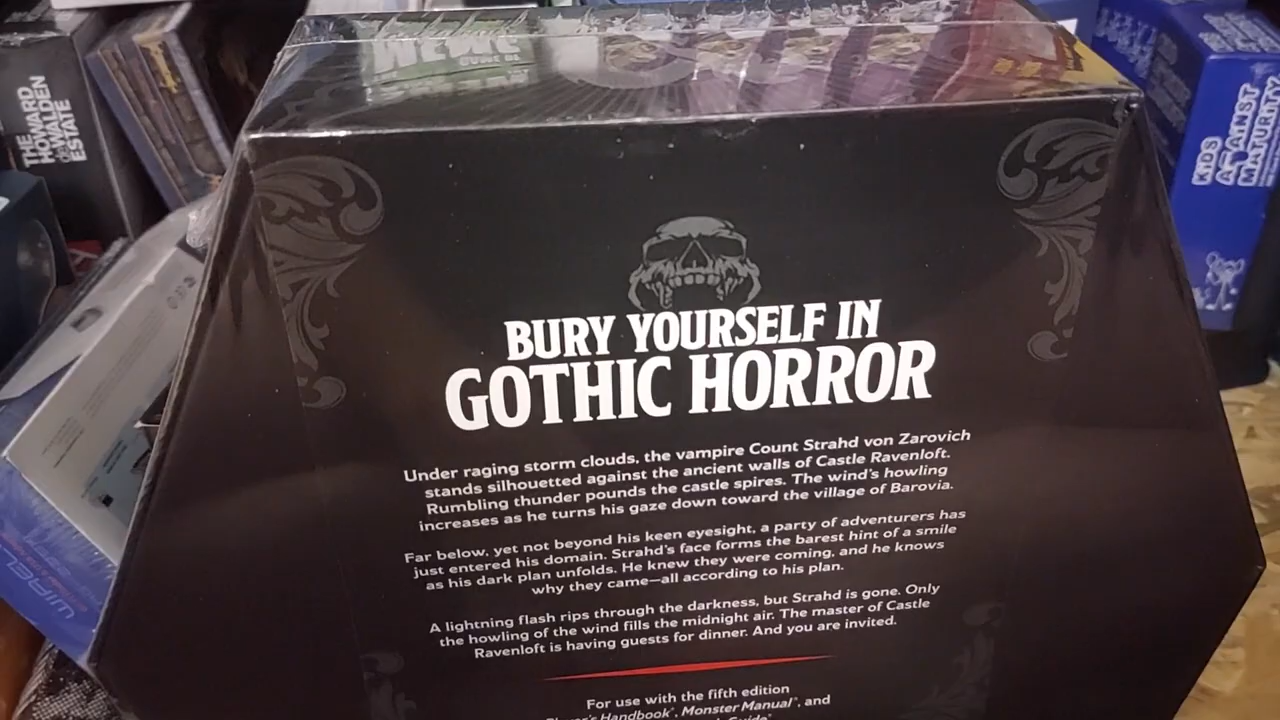 THE
HOWARD
de WALDEN
ESTATE
KIDS
AGAINST
MATURITY
BURY YOURSELF IN
GOTHIC HORROR
Under raging storm clouds, the vampire Count Strahd von Zarovich
stands silhouetted against the ancient walls of Castle Ravenloft.
Rumbling thunder pounds the castle spires. The wind's howling
increases as he turns his gaze down toward the village of Barovia.
Far below, yet not beyond his keen eyesight, a party of adventurers has
just entered his domain. Strahd's face forms the barest hint of a smile
as his dark plan unfolds. He knew they were coming, and he knows
why they came—all according to his plan.
A lightning flash rips through the darkness, but Strahd is gone. Only
the howling of the wind fills the midnight air. The master of Castle
Ravenloft is having guests for dinner. And you are invited.
For use with the fifth edition
Player's Handbook®, Monster Manual®, and
Guide®